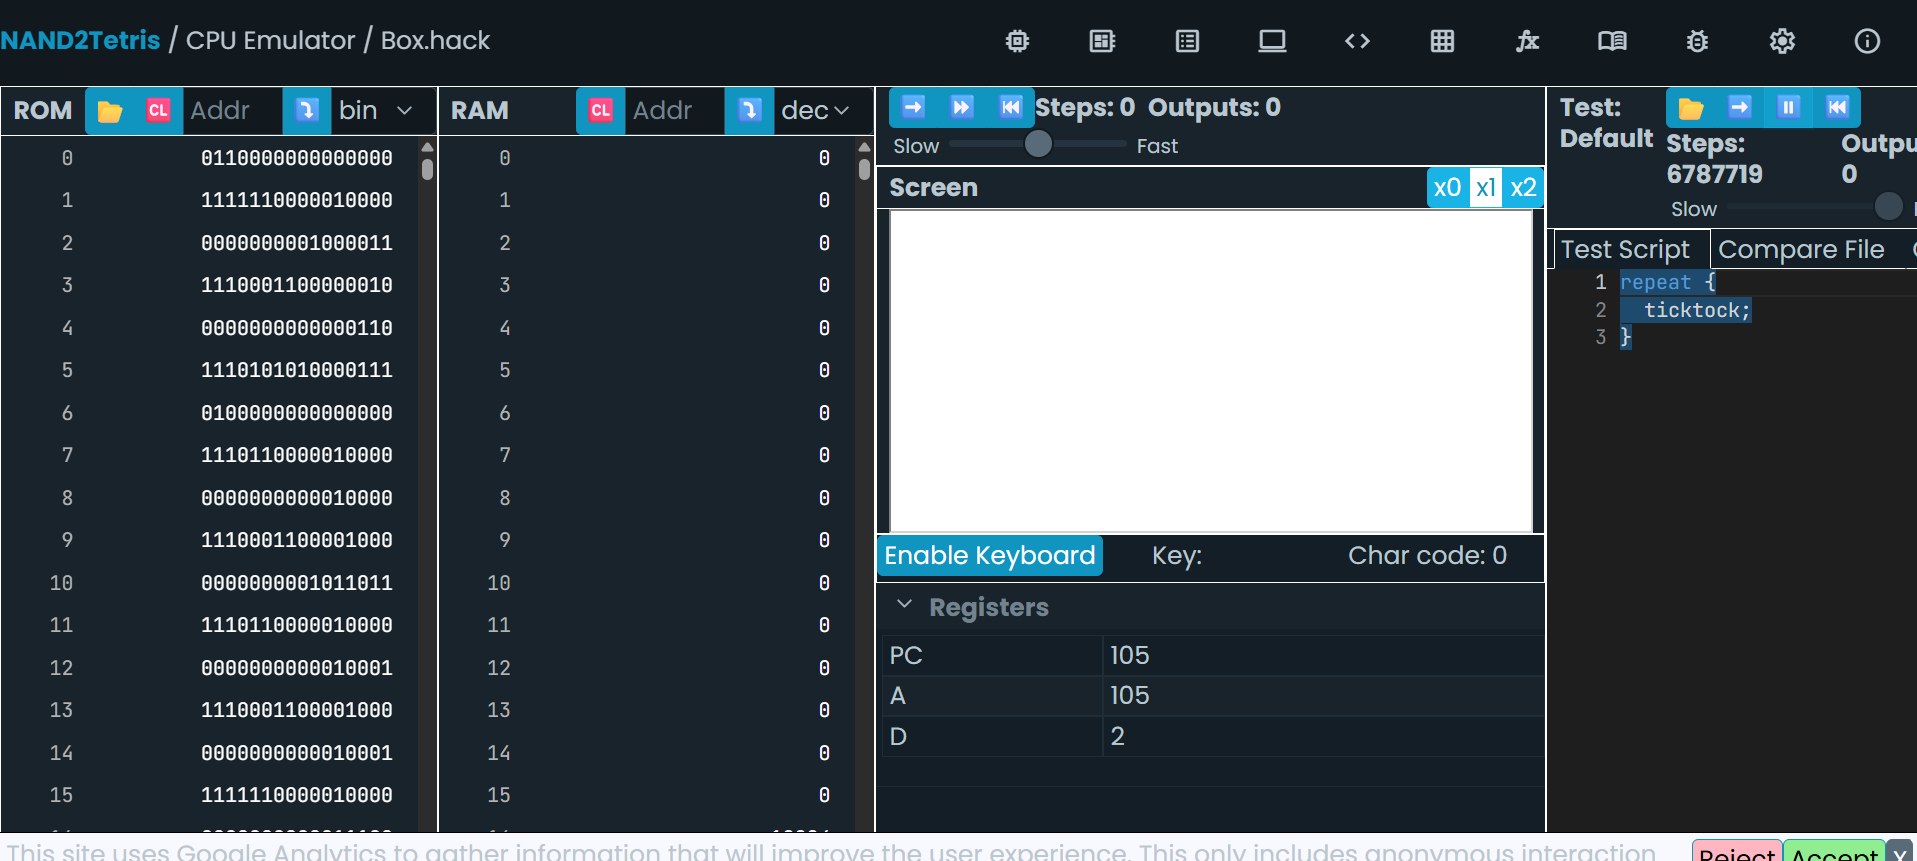 NAND2Tetris / CPU Emulator / Box.hack
ROM CL Addr bin
0 0110000000000000
1 1111110000010000
2 0000000001000011
3 1110001100000010
4 0000000000000110
5 1110101010000111
6 0100000000000000
7 1110110000010000
8 0000000000010000
9 1110001100001000
10 0000000001011011
11 1110110000010000
12 0000000000010001
13 1110001100001000
14 0000000000010001
15 1111110000010000
RAM CL Addr dec
0 0
1 0
2 0
3 0
4 0
5 0
6 0
7 0
8 0
9 0
10 0
11 0
12 0
13 0
14 0
15 0
Steps: 0 Outputs: 0
Slow Fast
Screen x0 x1 x2
Enable Keyboard Key: Char code: 0
Registers
PC 105
A 105
D 2
Test:
Default
Steps:
6787719
Outpu
0
Slow
Test Script Compare File
1 repeat {
2 ticktock;
3 }
This site uses Google Analytics to gather information that will improve the user experience. This only includes anonymous interaction
Reject Accept X